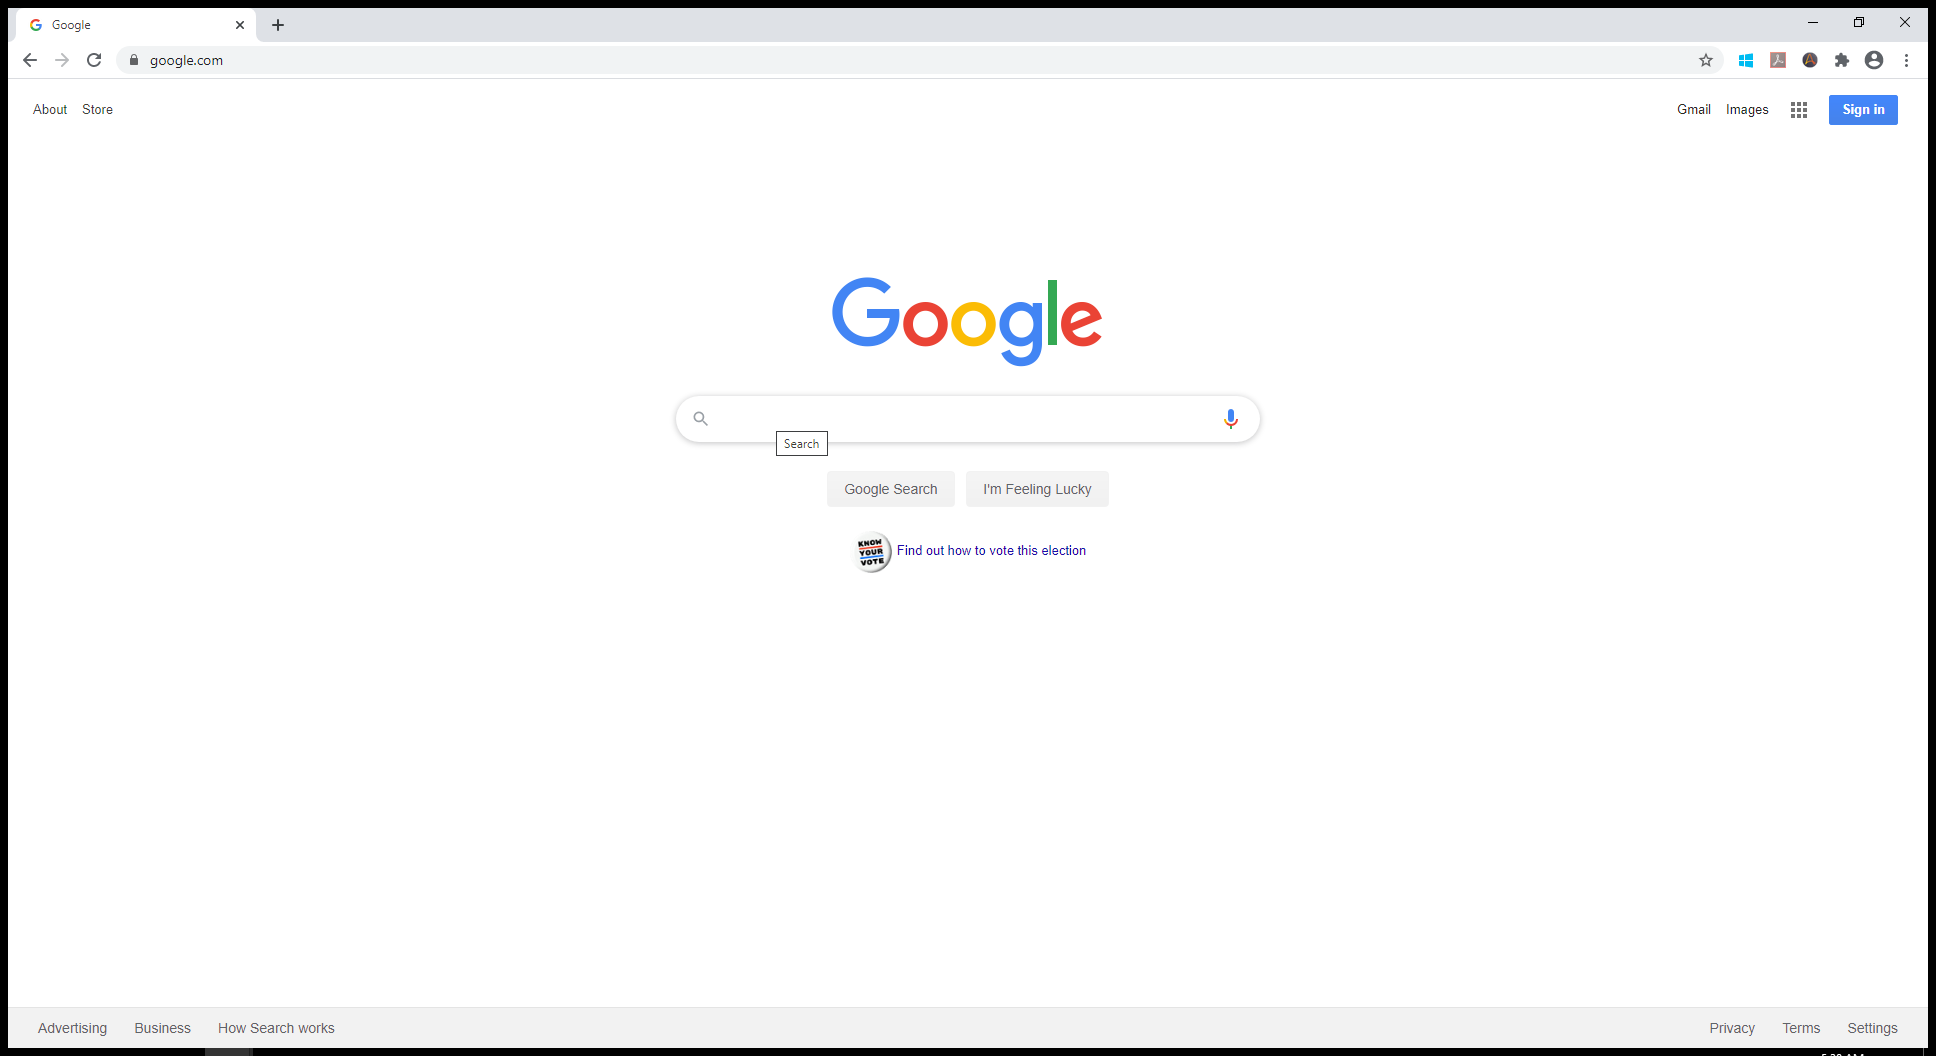 Google
google.com
About Store
Gmail Images Sign in
Google
Search
Google Search I'm Feeling Lucky
KNOW
YOUR
VOTE
Find out how to vote this election
Advertising Business How Search works
Privacy Terms Settings